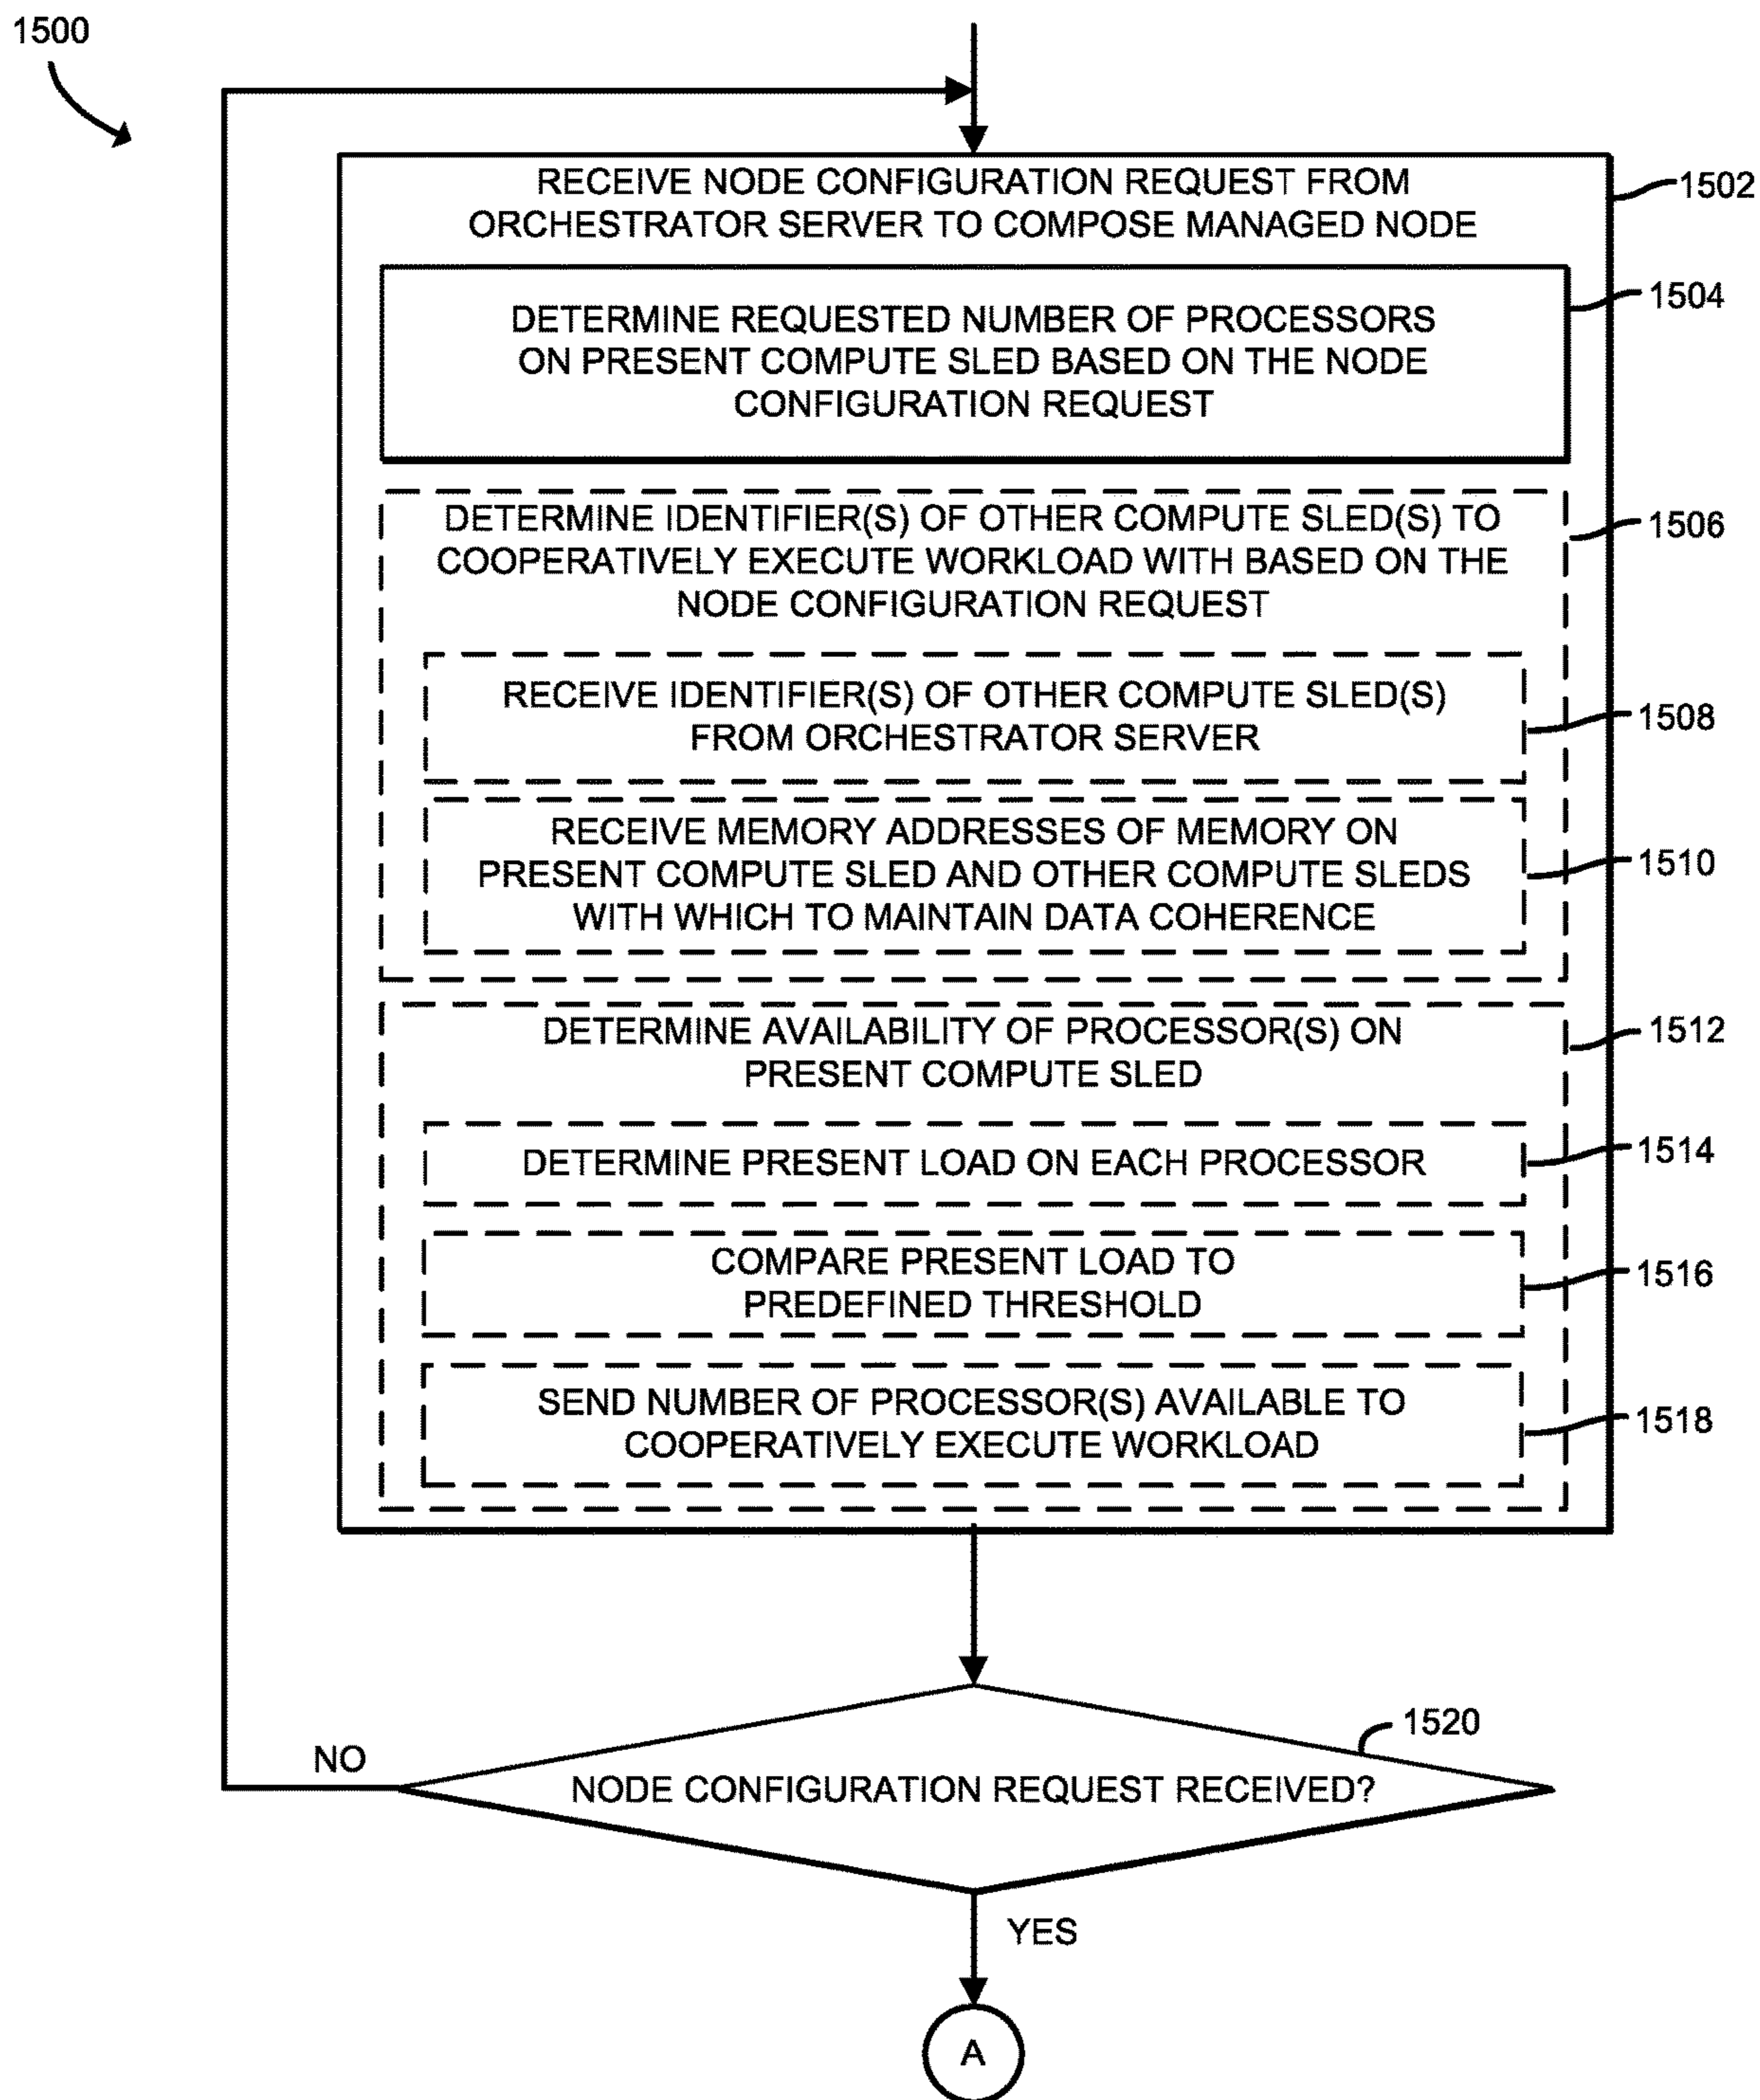 1500
RECEIVE NODE CONFIGURATION REQUEST FROM
ORCHESTRATOR SERVER TO COMPOSE MANAGED NODE
1502
DETERMINE REQUESTED NUMBER OF PROCESSORS
ON PRESENT COMPUTE SLED BASED ON THE NODE
CONFIGURATION REQUEST
1504
DETERMINE IDENTIFIER(S) OF OTHER COMPUTE SLED(S) TO
COOPERATIVELY EXECUTE WORKLOAD WITH BASED ON THE
NODE CONFIGURATION REQUEST
1506
RECEIVE IDENTIFIER(S) OF OTHER COMPUTE SLED(S)
FROM ORCHESTRATOR SERVER
1508
RECEIVE MEMORY ADDRESSES OF MEMORY ON
PRESENT COMPUTE SLED AND OTHER COMPUTE SLEDS
WITH WHICH TO MAINTAIN DATA COHERENCE
1510
DETERMINE AVAILABILITY OF PROCESSOR(S) ON
PRESENT COMPUTE SLED
1512
DETERMINE PRESENT LOAD ON EACH PROCESSOR
1514
COMPARE PRESENT LOAD TO
PREDEFINED THRESHOLD
1516
SEND NUMBER OF PROCESSOR(S) AVAILABLE TO
COOPERATIVELY EXECUTE WORKLOAD
1518
1520
NO
NODE CONFIGURATION REQUEST RECEIVED?
YES
A